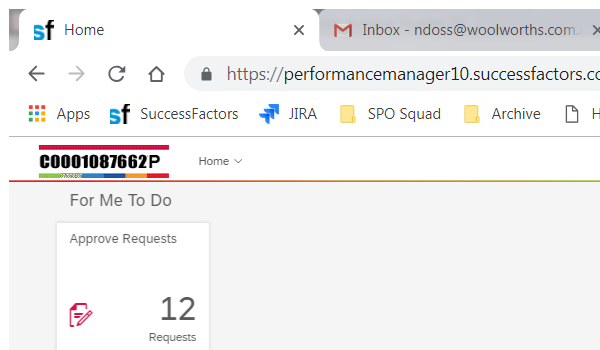 sf Home
Inbox - ndoss@woolworths.com.
https://performancemanager10.successfactors.co
Apps sf SuccessFactors JIRA SPO Squad Archive H
C0001087662P Home
For Me To Do
Approve Requests
12
Requests